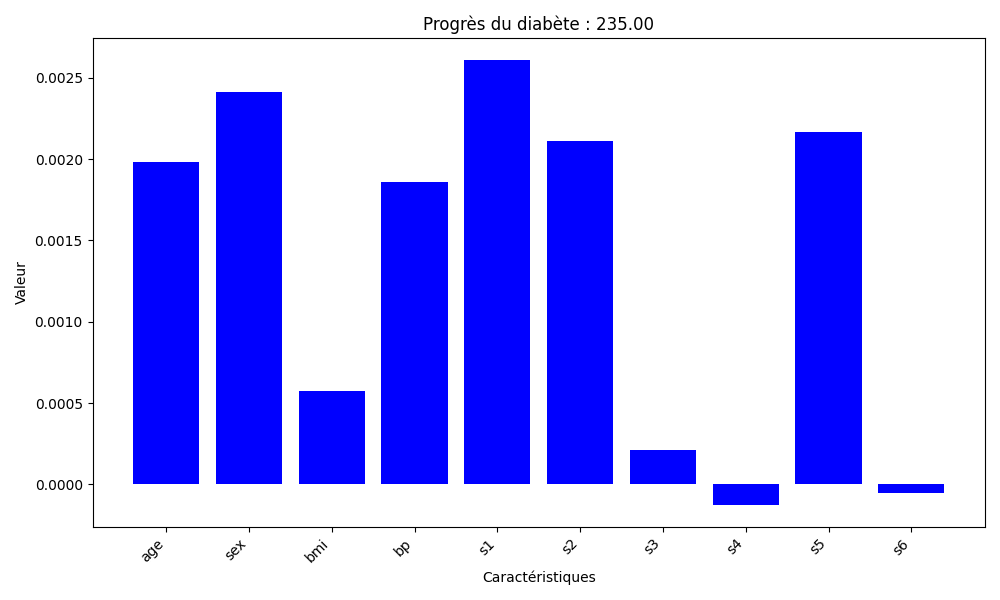 Progrès du diabète : 235.00
Valeur
0.0025
0.0020
0.0015
0.0010
0.0005
0.0000
age
sex
bmi
bp
s1
s2
s3
s4
s5
s6
Caractéristiques